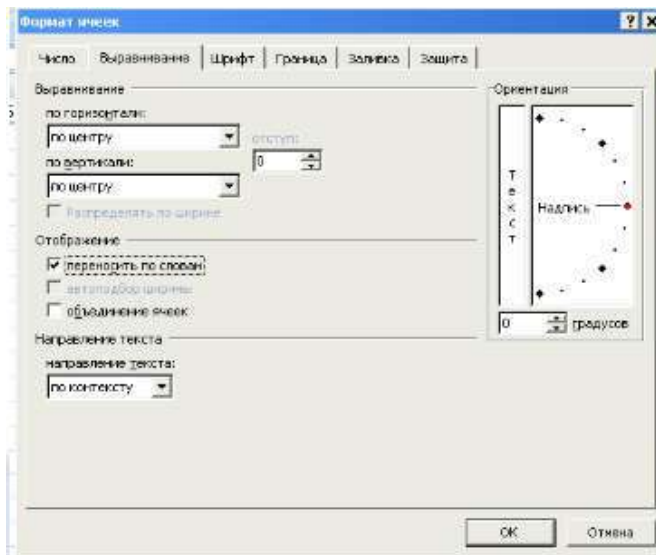 Формат ячеек
Число Выравнивание Шрифт Граница Заливка Защита
Выравнивание
по горизонтали:
по центру
отступ:
0
по вертикали:
по центру
Распределять по ширине
Отображение
переносить по словам
автоподбор ширины
объединение ячеек
Направление текста
направление текста:
по контексту
Ориентация
Текст
Надпись
0 градусов
ОК Отмена